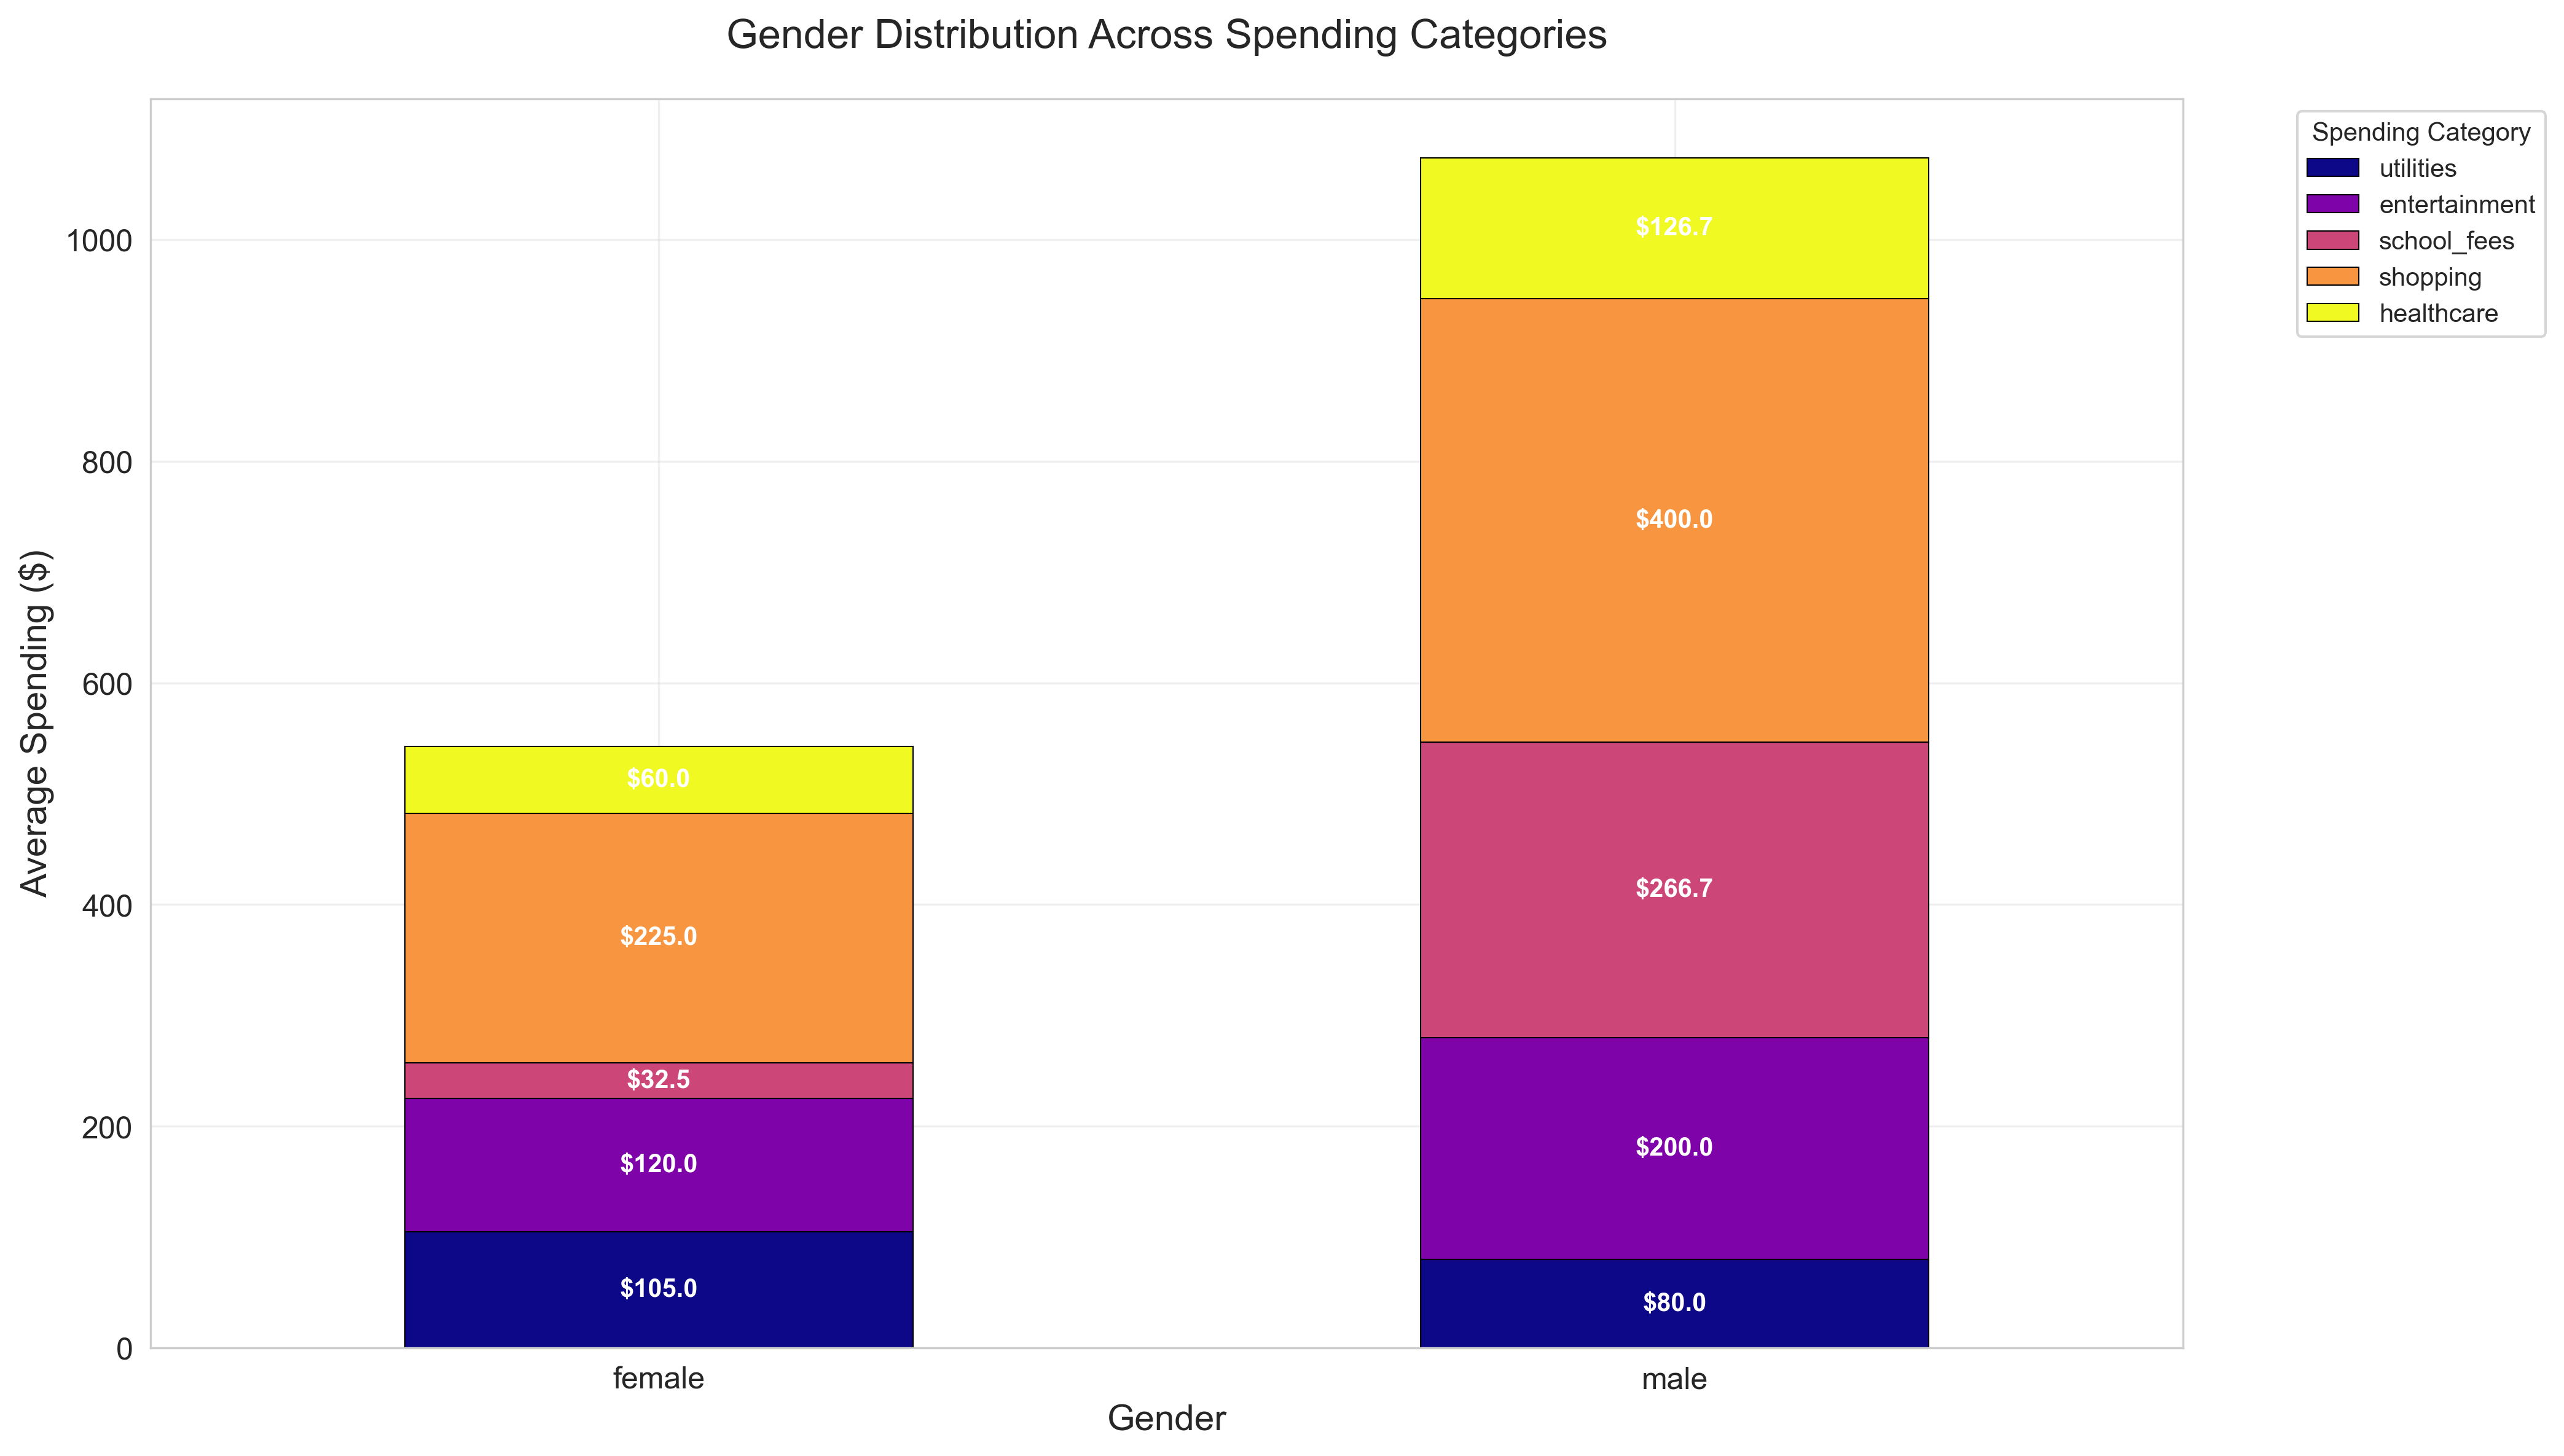 Gender Distribution Across Spending Categories
Spending Category
utilities
entertainment
school_fees
shopping
healthcare
Average Spending ($)
1000
800
600
400
200
0
$60.0
$225.0
$32.5
$120.0
$105.0
$126.7
$400.0
$266.7
$200.0
$80.0
female
male
Gender